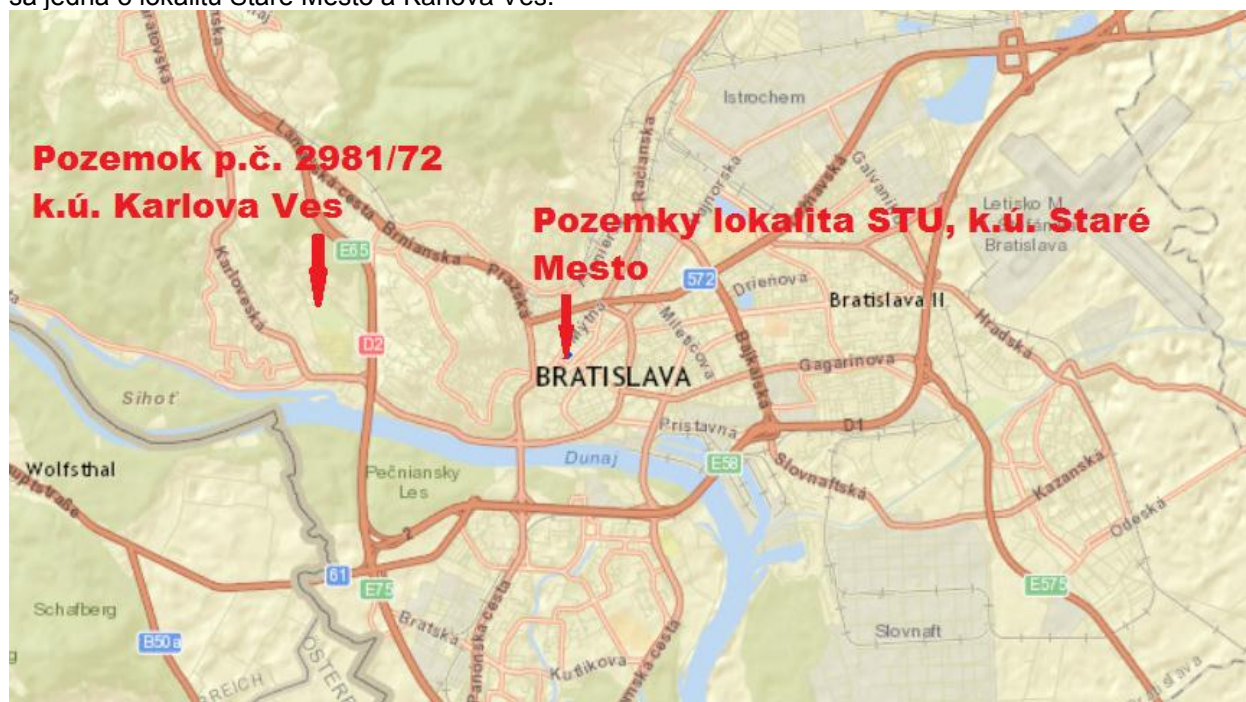 sa jedná o lokalitu Staré Mesto a Karlova Ves.
Istrochem
Lamačská cesta
Račianska
Pozemok p.č. 2981/72
k.ú. Karlova Ves
Letisko M.
Bratislava
Pozemky lokalita STU, k.ú. Staré
Mesto
E65
Brnianska
Pražská
Karloveská
572
Drieňova
Mýtna
Miletičova
Bratislava II
Hradská
D2
Bajkalská
Gagarinova
BRATISLAVA
Sihoť
Prístavna
D1
Dunaj
E58
Wolfsthal
Pečniansky
Les
Slovnaftská
Kazanská
Odeská
2
61
E75
E575
Schafberg
B50a
Bratská
Panónska cesta
Kutlíkova
Slovnaft